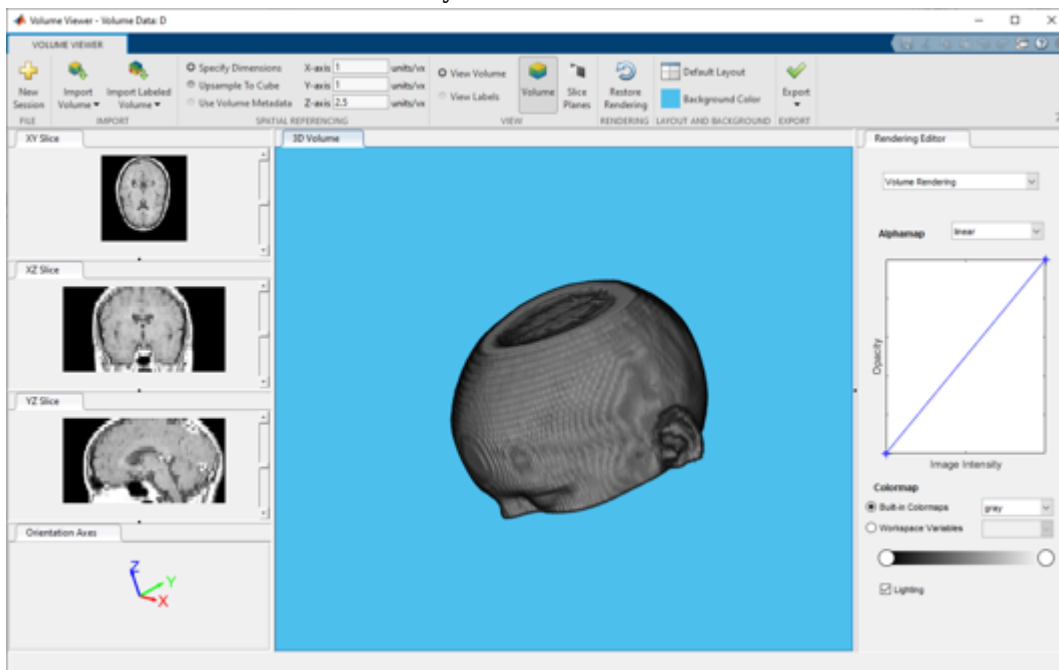 Volume Viewer - Volume Data: D
VOLUME VIEWER
New Session
Import Volume
Import Labeled Volume
Specify Dimensions
Upsample To Cube
Use Volume Metadata
X-axis 1 units/vx
Y-axis 1 units/vx
Z-axis 2.5 units/vx
View Volume
View Labels
Volume
Slice Planes
Restore Rendering
Default Layout
Background Color
Export
FILE
IMPORT
SPATIAL REFERENCING
VIEW
RENDERING
LAYOUT AND BACKGROUND
EXPORT
XY Slice
3D Volume
Rendering Editor
Volume Rendering
Alphamap linear
XZ Slice
Opacity
YZ Slice
Image Intensity
Colormap
Built-in Colormaps gray
Workspace Variables
Orientation Axes
Z
Y
X
Lighting